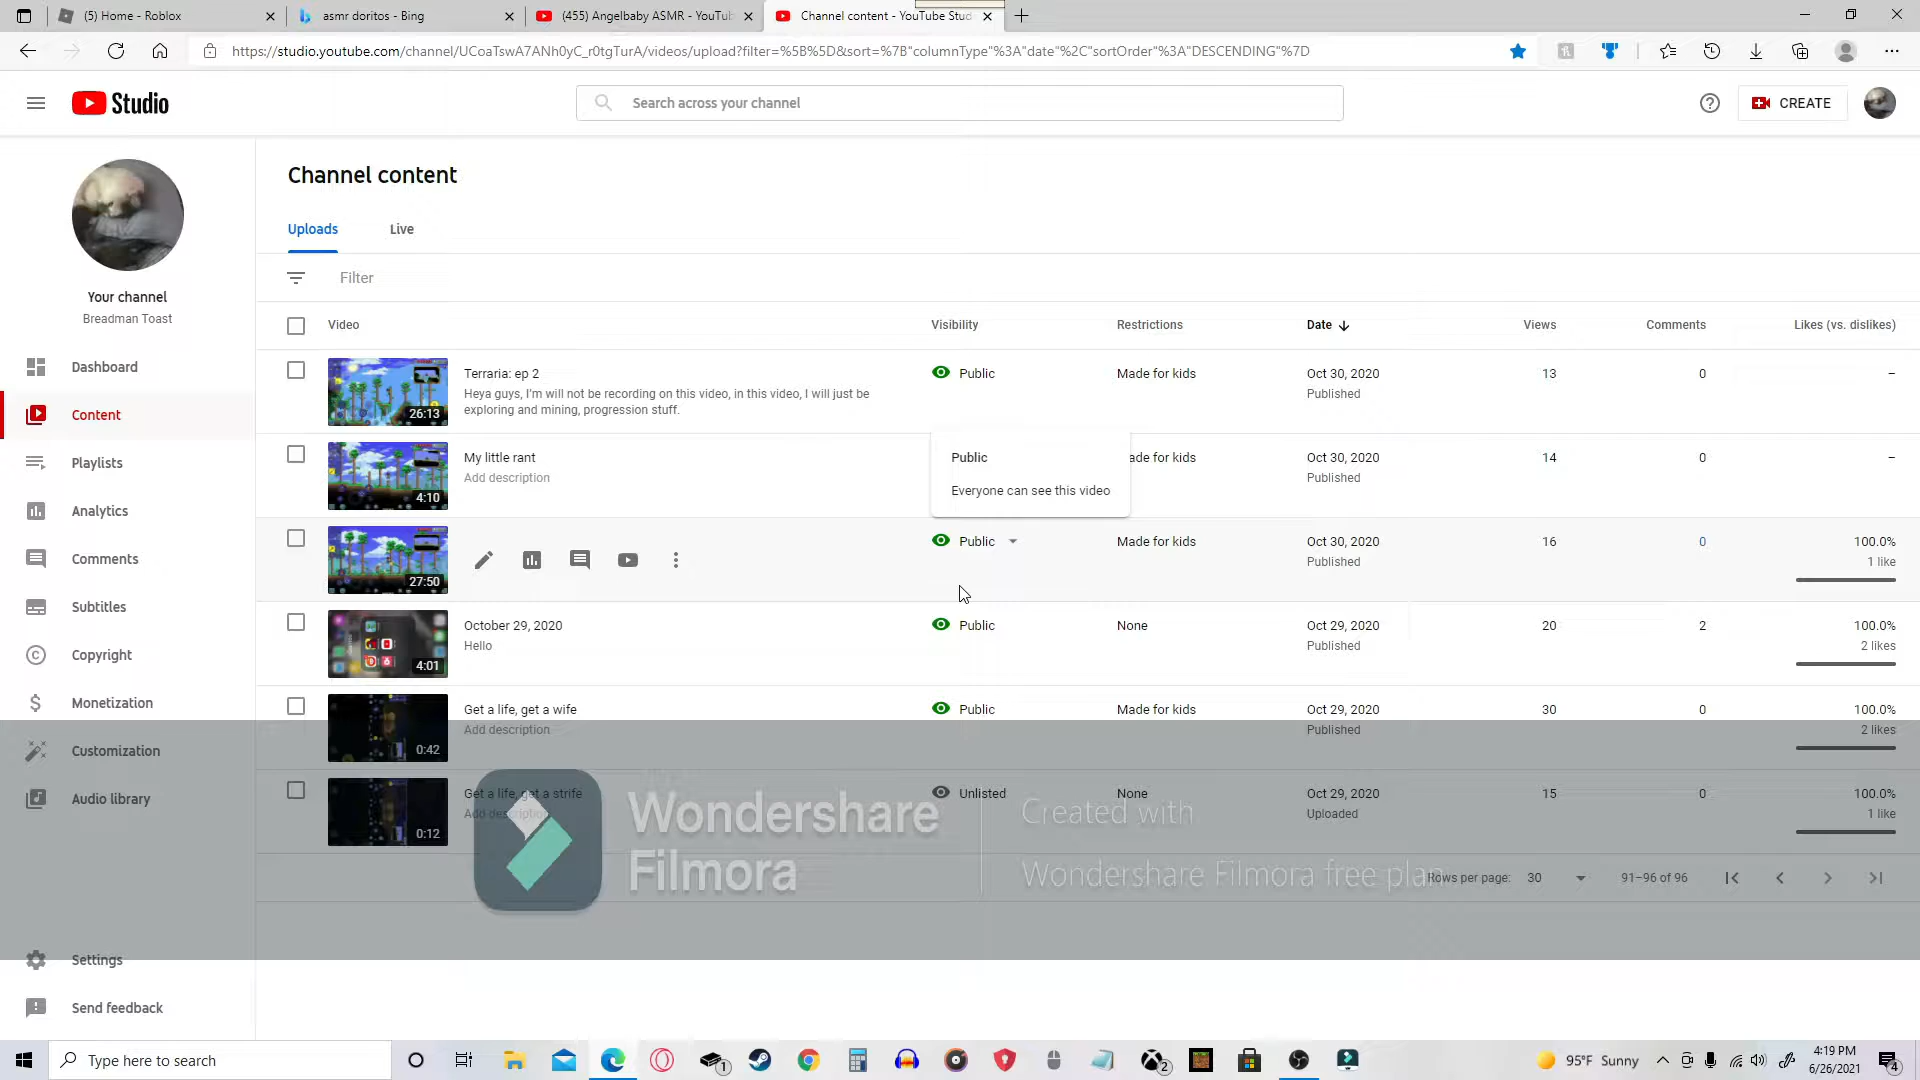 (5) Home - Roblox
asmr doritos - Bing
(455) Angelbaby ASMR - YouTub
Channel content - YouTube Stud
https://studio.youtube.com/channel/UCoaTswA7ANh0yC_r0tgTurA/videos/upload?filter=%5B%5D&sort=%7B"columnType"%3A"date"%2C"sortOrder"%3A"DESCENDING"%7D
Studio
Search across your channel
CREATE
Your channel
Breadman Toast
Dashboard
Content
Playlists
Analytics
Comments
Subtitles
Copyright
Monetization
Customization
Audio library
Settings
Send feedback
Channel content
Uploads Live
Filter
Video Visibility Restrictions Date Views Comments Likes (vs. dislikes)
26:13 Terraria: ep 2 Public Made for kids Oct 30, 2020 13 0 –
Heya guys, I'm will not be recording on this video, in this video, I will just be Published
exploring and mining, progression stuff.
4:10 My little rant Public ade for kids Oct 30, 2020 14 0 –
Add description Published
Everyone can see this video
27:50 Public Made for kids Oct 30, 2020 16 0 100.0%
Published 1 like
4:01 October 29, 2020 Public None Oct 29, 2020 20 2 100.0%
Hello Published 2 likes
0:42 Get a life, get a wife Public Made for kids Oct 29, 2020 30 0 100.0%
Add description Published 2 likes
0:12 Get a life, get a strife Unlisted None Oct 29, 2020 15 0 100.0%
Add description Uploaded 1 like
Wondershare
Filmora
Created with
Wondershare Filmora free plan
Rows per page: 30 91–96 of 96
Type here to search
1
2
95°F Sunny
4:19 PM
6/26/2021
4